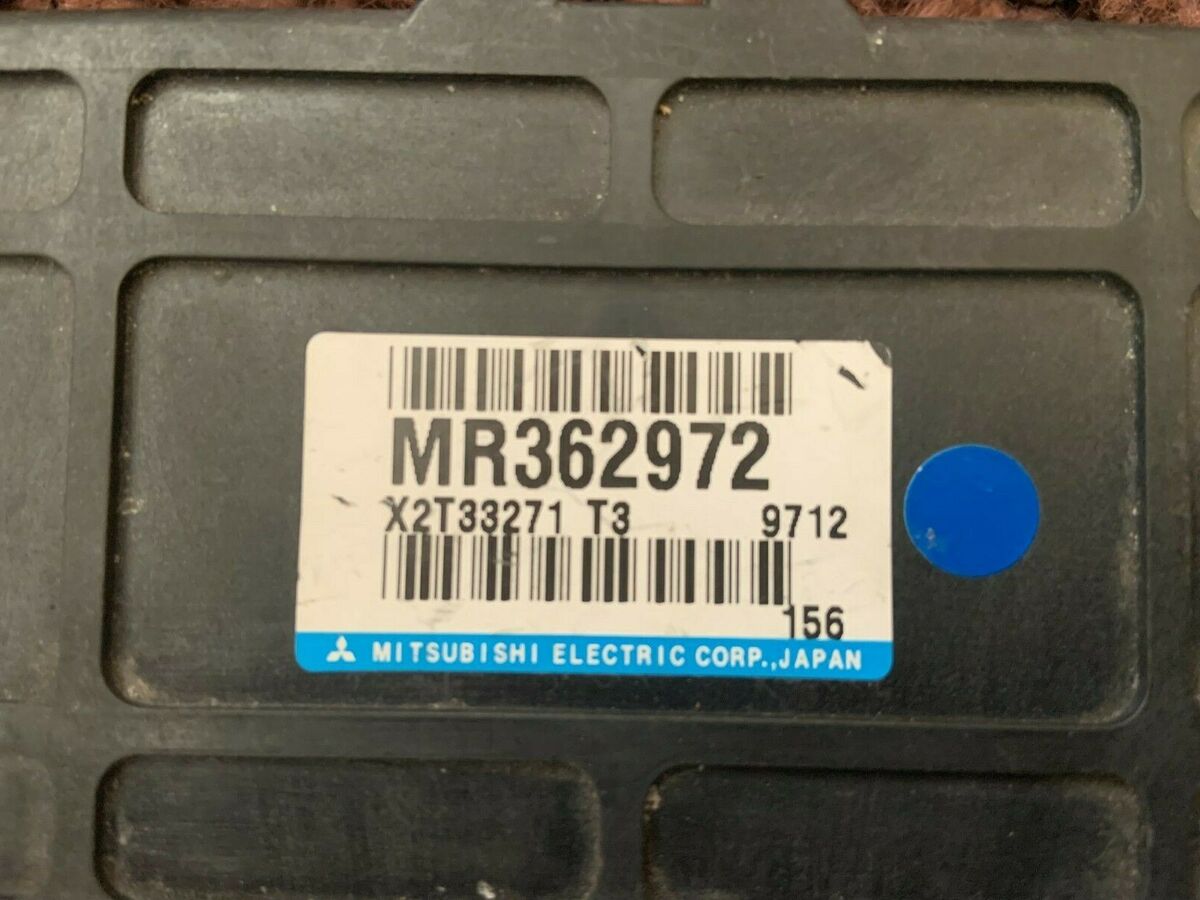 MR362972
X2T33271 T3 9712
156
MITSUBISHI ELECTRIC CORP.,JAPAN